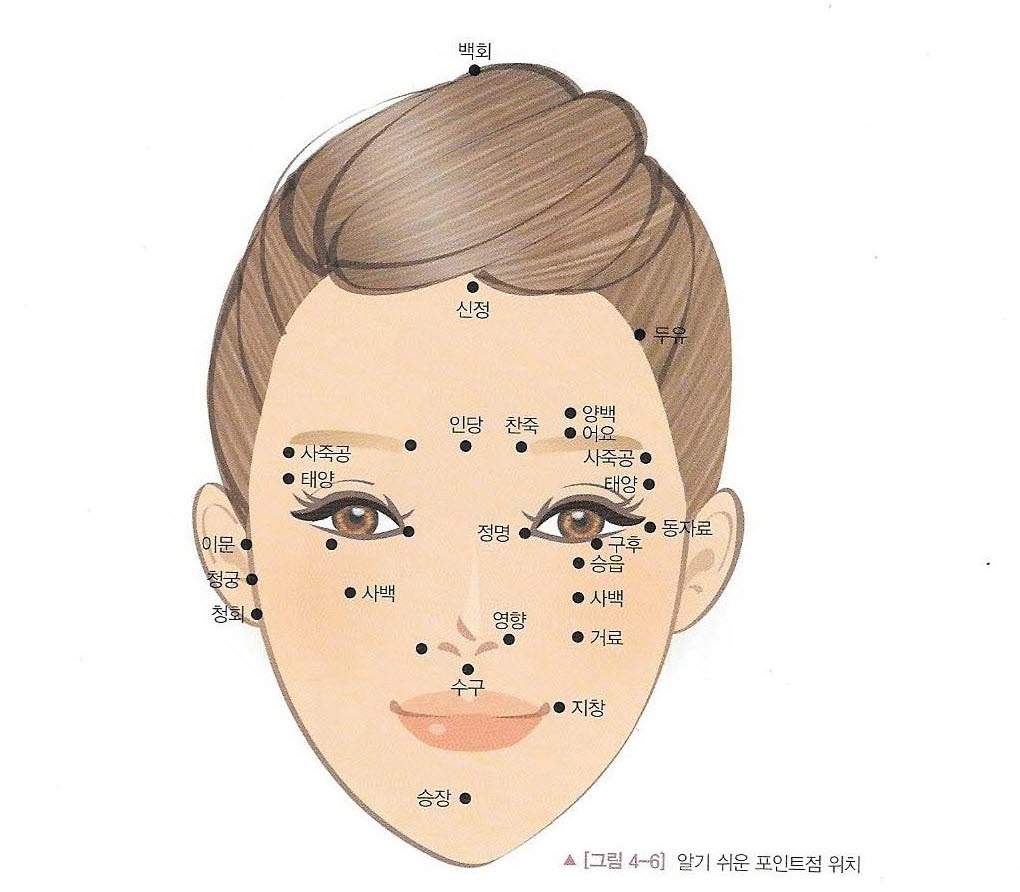 백회
신정
두유
양백
인당 찬죽 어요
사죽공 사죽공
태양 태양
정명 동자료
이문 구후
승읍
청궁
사백 사백
청회
영향 거료
수구
지창
승장
▲ [그림 4-6] 알기 쉬운 포인트점 위치